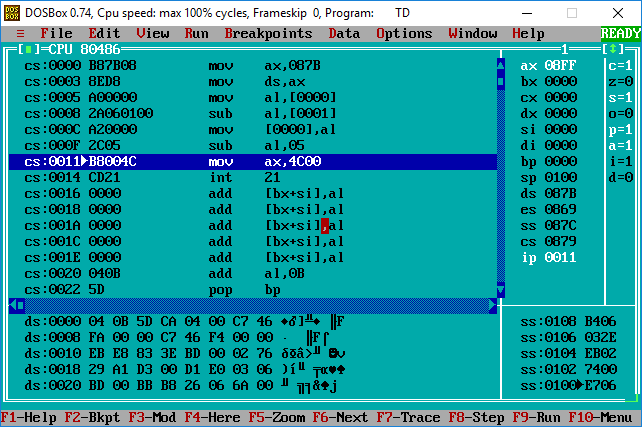 DOSBox 0.74, Cpu speed: max 100% cycles, Frameskip 0, Program: TD
≡ File Edit View Run Breakpoints Data Options Window Help READY
[■]=CPU 80486 1 [↕]
cs:0000 B87B08 mov ax,087B ax 08FF c=1
cs:0003 8ED8 mov ds,ax bx 0000 z=0
cs:0005 A00000 mov al,[0000] cx 0000 s=1
cs:0008 2A060100 sub al,[0001] dx 0000 o=0
cs:000C A20000 mov [0000],al si 0000 p=1
cs:000F 2C05 sub al,05 di 0000 a=1
cs:0011►B8004C mov ax,4C00 bp 0000 i=1
cs:0014 CD21 int 21 sp 0100 d=0
cs:0016 0000 add [bx+si],al ds 087B
cs:0018 0000 add [bx+si],al es 0869
cs:001A 0000 add [bx+si],al ss 087C
cs:001C 0000 add [bx+si],al cs 0879
cs:001E 0000 add [bx+si],al ip 0011
cs:0020 040B add al,0B
cs:0022 5D pop bp
ds:0000 04 0B 5D CA 04 00 C7 46 ♦♂]╩♦ ╟F ss:0108 B406
ds:0008 FA 00 00 C7 46 F4 00 00 · ╟F⌠ ss:0106 032E
ds:0010 EB E8 83 3E BD 00 02 76 δΦâ>╜ ☻v ss:0104 EB02
ds:0018 29 A1 D3 00 D1 E0 03 06 )í╙ ╤α♥♠ ss:0102 7400
ds:0020 BD 00 BB B8 26 06 6A 00 ╜ ╗╕&♠j ss:0100►E706
F1-Help F2-Bkpt F3-Mod F4-Here F5-Zoom F6-Next F7-Trace F8-Step F9-Run F10-Menu